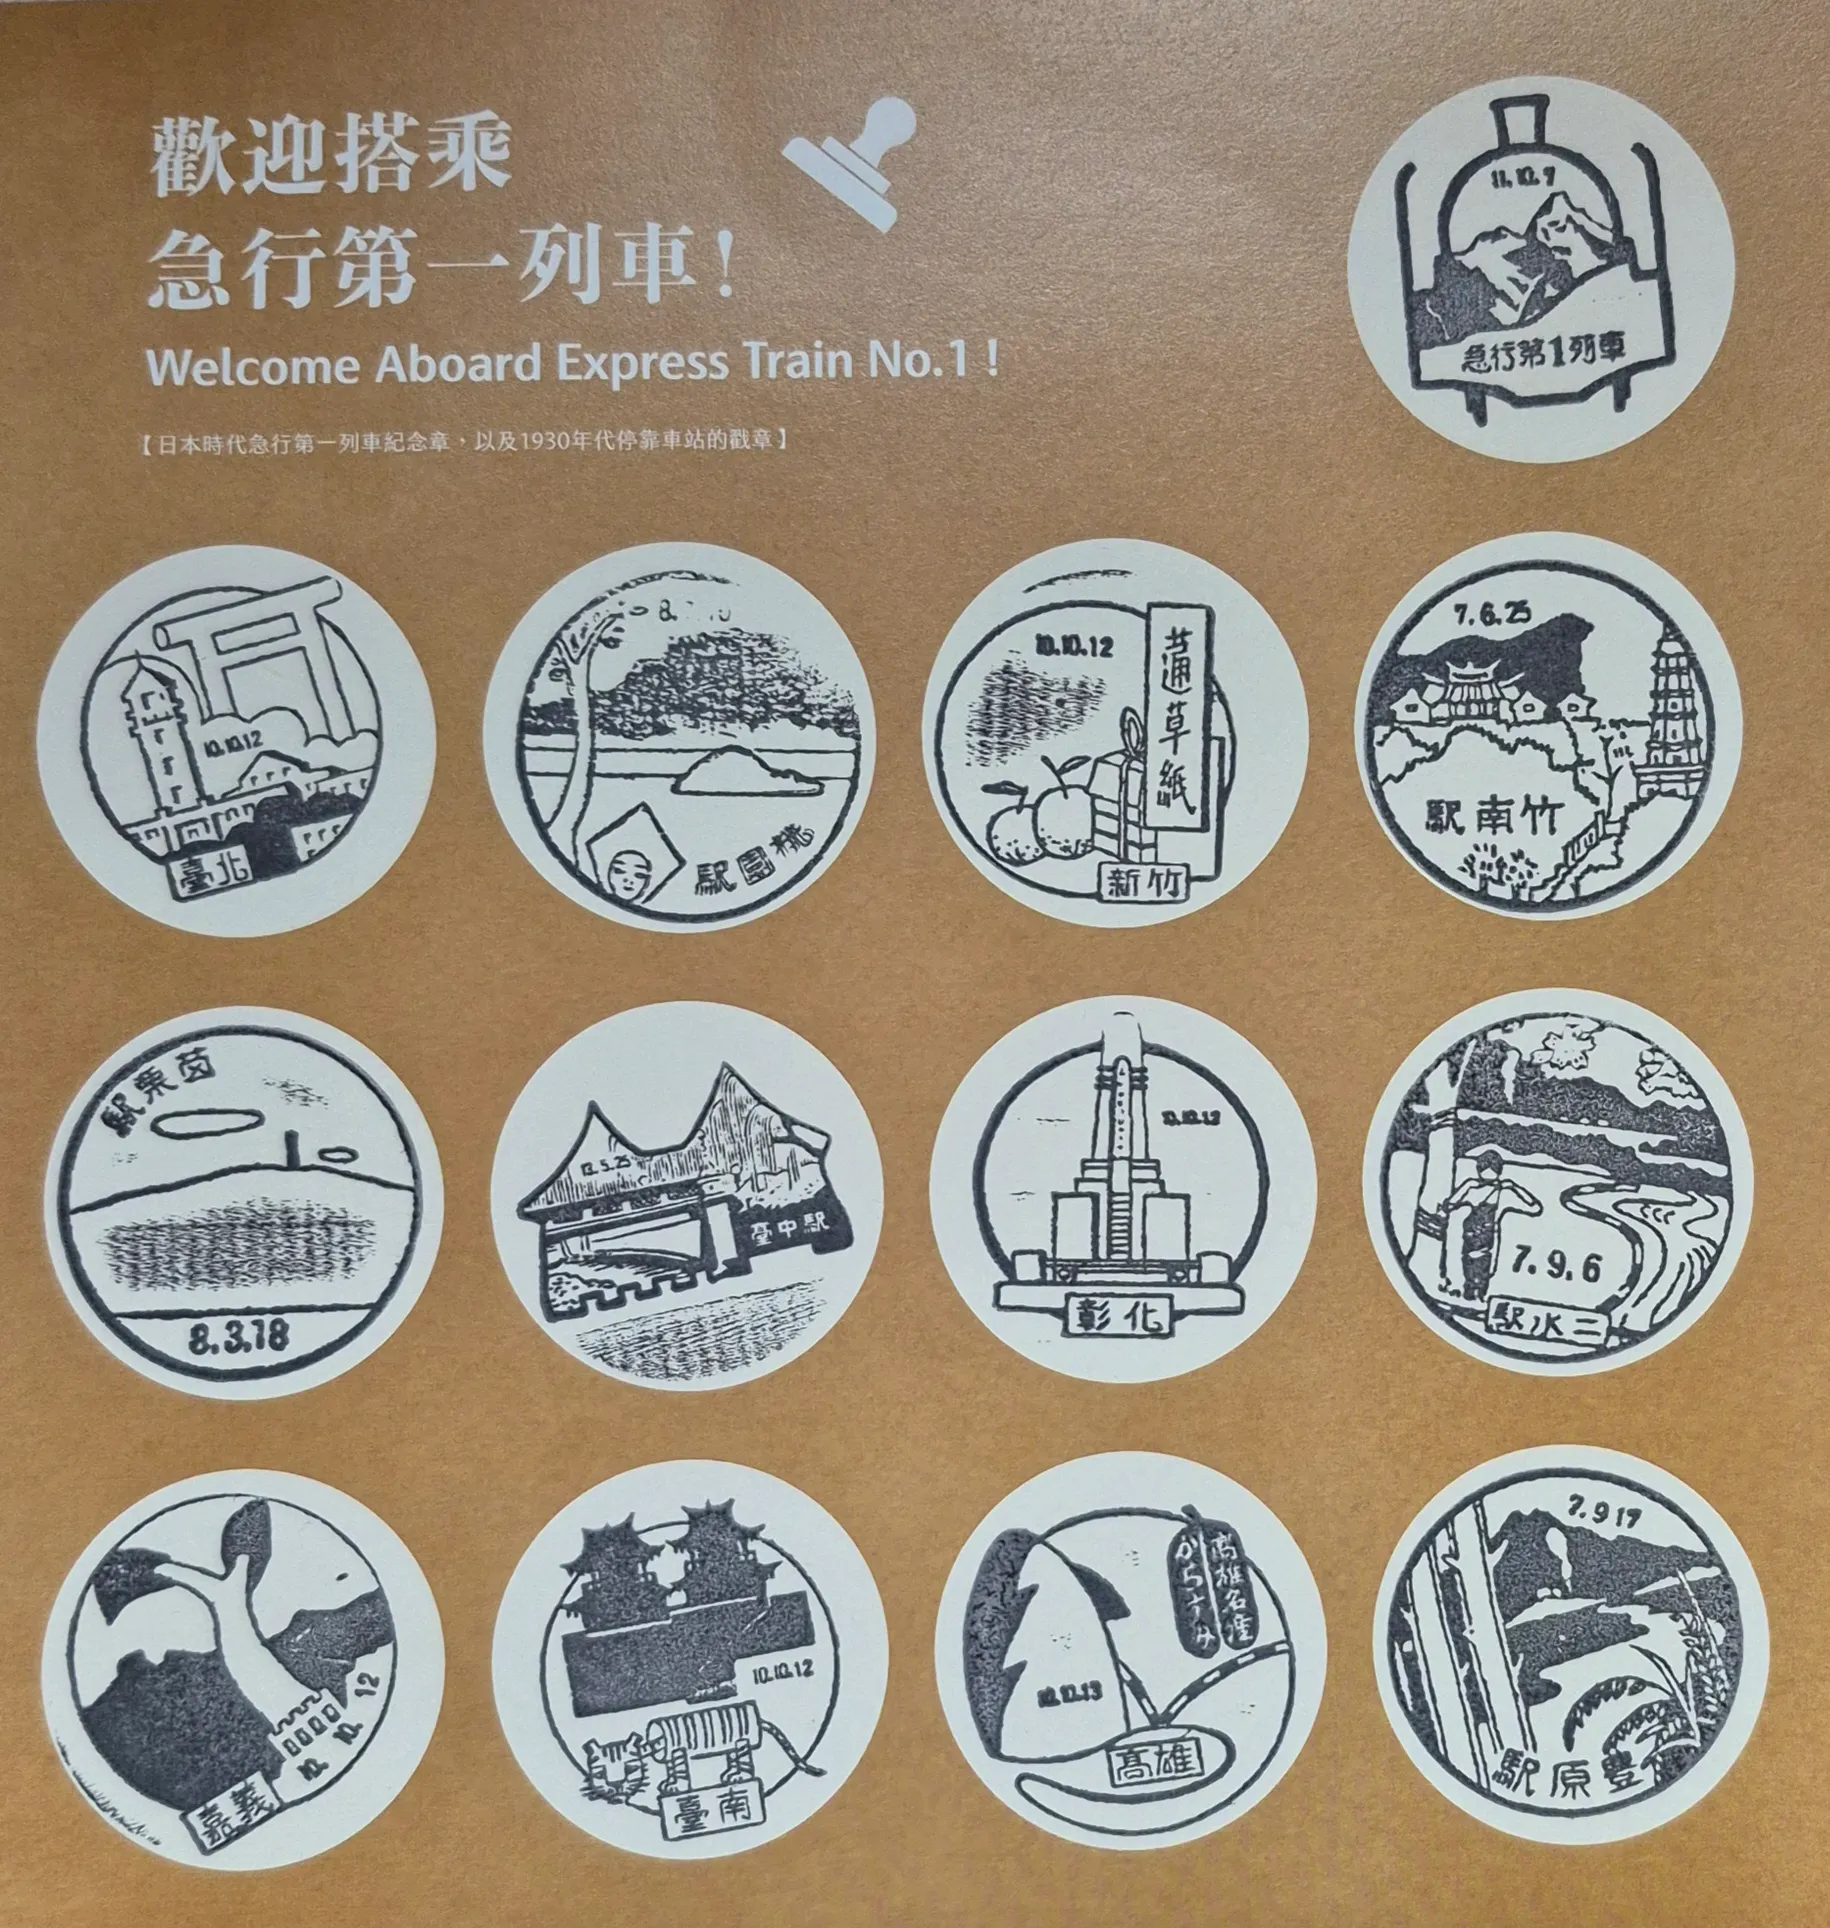 歡迎搭乘
急行第一列車！
Welcome Aboard Express Train No.1 !
【日本時代急行第一列車紀念章、以及1930年代停靠車站的戳章】
11.10.9
急行第1列車
10.10.12
臺北
駅園桃
10.10.12
蓪草紙
新竹
7.6.25
駅南竹
駅栗苗
8.3.18
12.5.25
臺中駅
10.10.12
彰化
7.9.6
駅水二
10.10.12
嘉義
10.10.12
臺南
高雄名產
からすみ
10.10.13
高雄
7.9.17
駅原豐